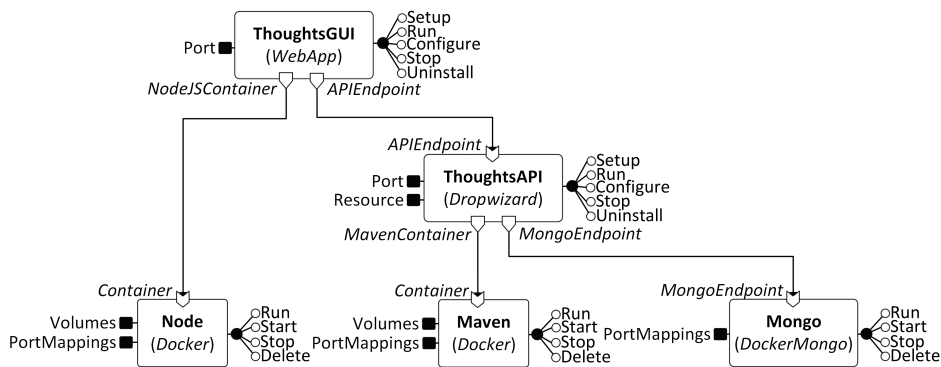 ThoughtsGUI
(WebApp)
Port
Setup
Run
Configure
Stop
Uninstall
NodeJSContainer
APIEndpoint
APIEndpoint
ThoughtsAPI
(Dropwizard)
Port
Resource
Setup
Run
Configure
Stop
Uninstall
MavenContainer
MongoEndpoint
Container
Node
(Docker)
Volumes
PortMappings
Run
Start
Stop
Delete
Container
Maven
(Docker)
Volumes
PortMappings
Run
Start
Stop
Delete
MongoEndpoint
Mongo
(DockerMongo)
PortMappings
Run
Start
Stop
Delete